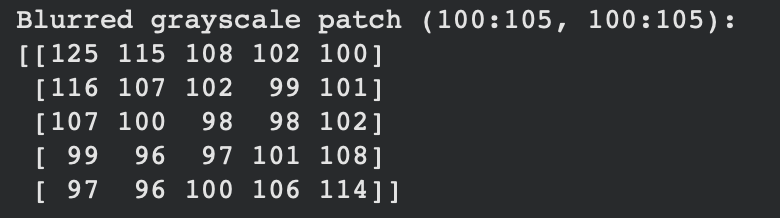 Blurred grayscale patch (100:105, 100:105):
[[125 115 108 102 100]
 [116 107 102  99 101]
 [107 100  98  98 102]
 [ 99  96  97 101 108]
 [ 97  96 100 106 114]]